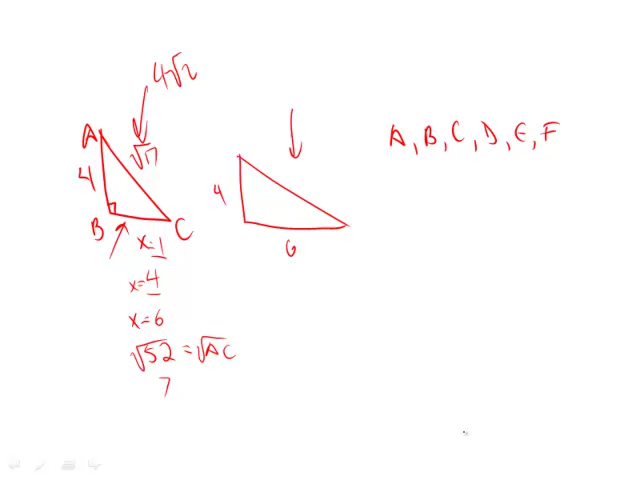 4√2
A
√17
4
B
C
x=1
x=4
x=6
√52 = √AC
7
4
6
A, B, C, D, E, F